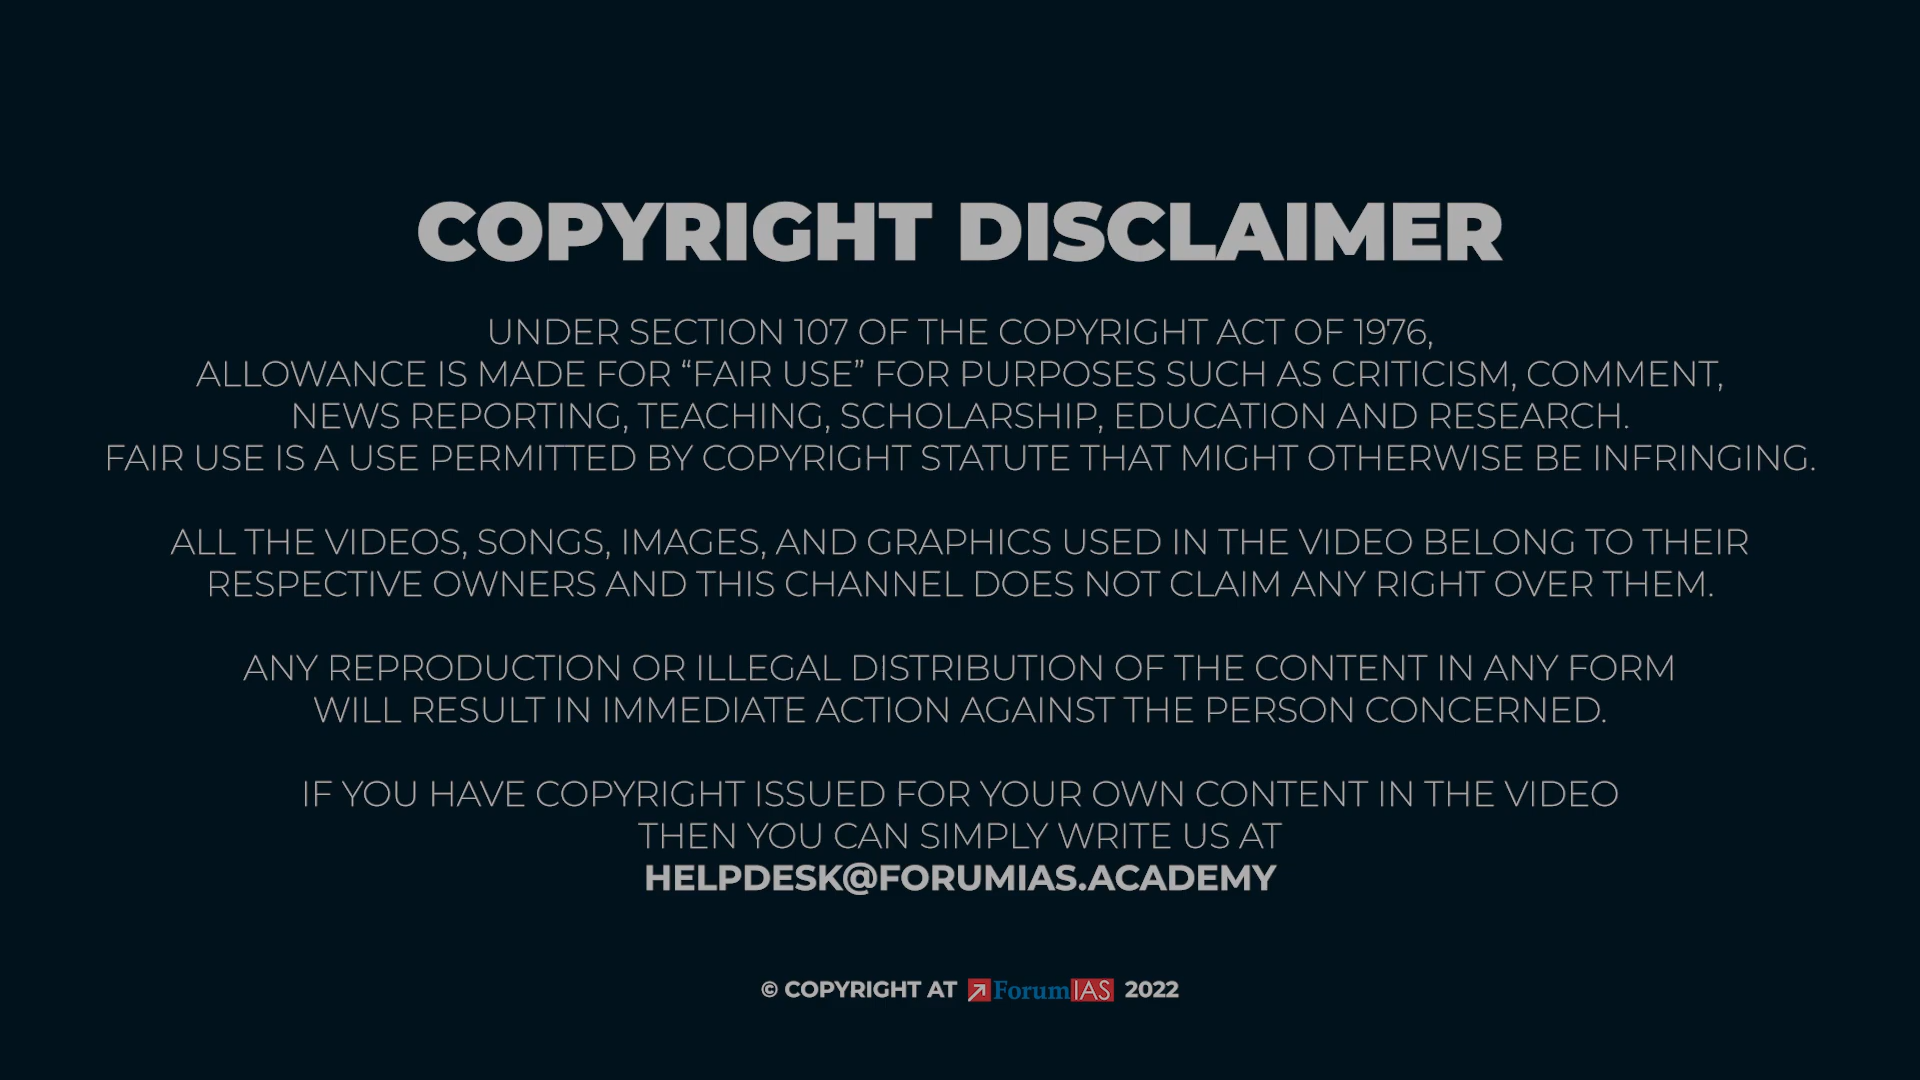 COPYRIGHT DISCLAIMER
UNDER SECTION 107 OF THE COPYRIGHT ACT OF 1976,
ALLOWANCE IS MADE FOR “FAIR USE” FOR PURPOSES SUCH AS CRITICISM, COMMENT,
NEWS REPORTING, TEACHING, SCHOLARSHIP, EDUCATION AND RESEARCH.
FAIR USE IS A USE PERMITTED BY COPYRIGHT STATUTE THAT MIGHT OTHERWISE BE INFRINGING.
ALL THE VIDEOS, SONGS, IMAGES, AND GRAPHICS USED IN THE VIDEO BELONG TO THEIR
RESPECTIVE OWNERS AND THIS CHANNEL DOES NOT CLAIM ANY RIGHT OVER THEM.
ANY REPRODUCTION OR ILLEGAL DISTRIBUTION OF THE CONTENT IN ANY FORM
WILL RESULT IN IMMEDIATE ACTION AGAINST THE PERSON CONCERNED.
IF YOU HAVE COPYRIGHT ISSUED FOR YOUR OWN CONTENT IN THE VIDEO
THEN YOU CAN SIMPLY WRITE US AT
HELPDESK@FORUMIAS.ACADEMY
© COPYRIGHT AT ForumIAS 2022